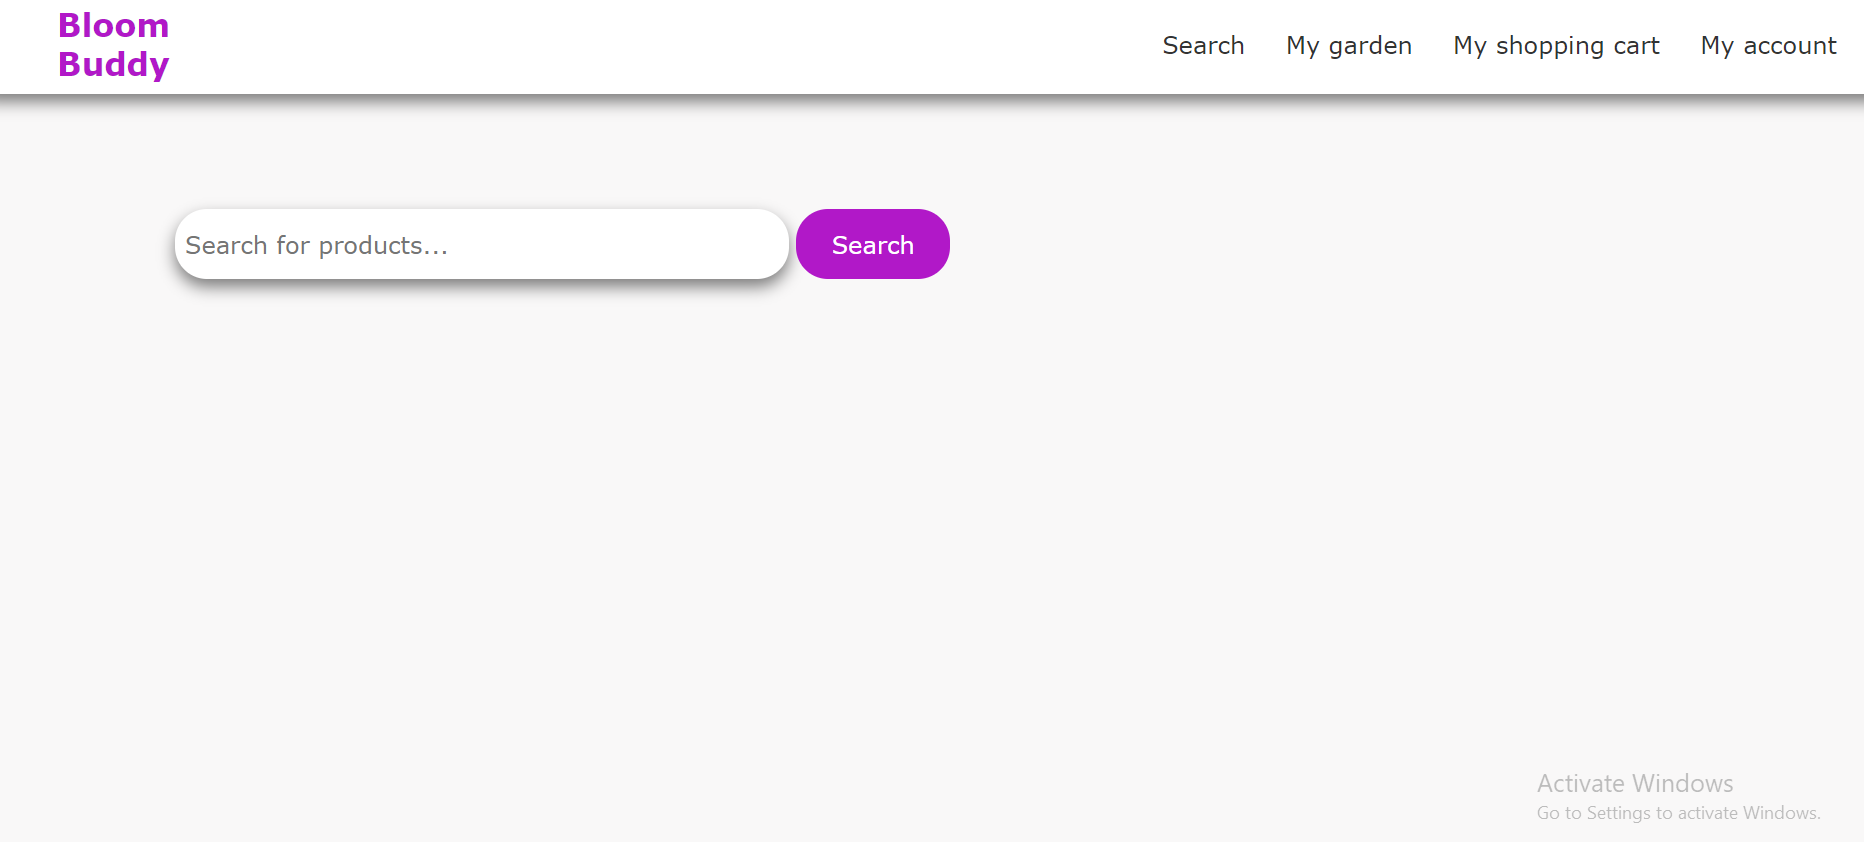 Bloom
Buddy
Search
My garden
My shopping cart
My account
Search for products...
Search
Activate Windows
Go to Settings to activate Windows.